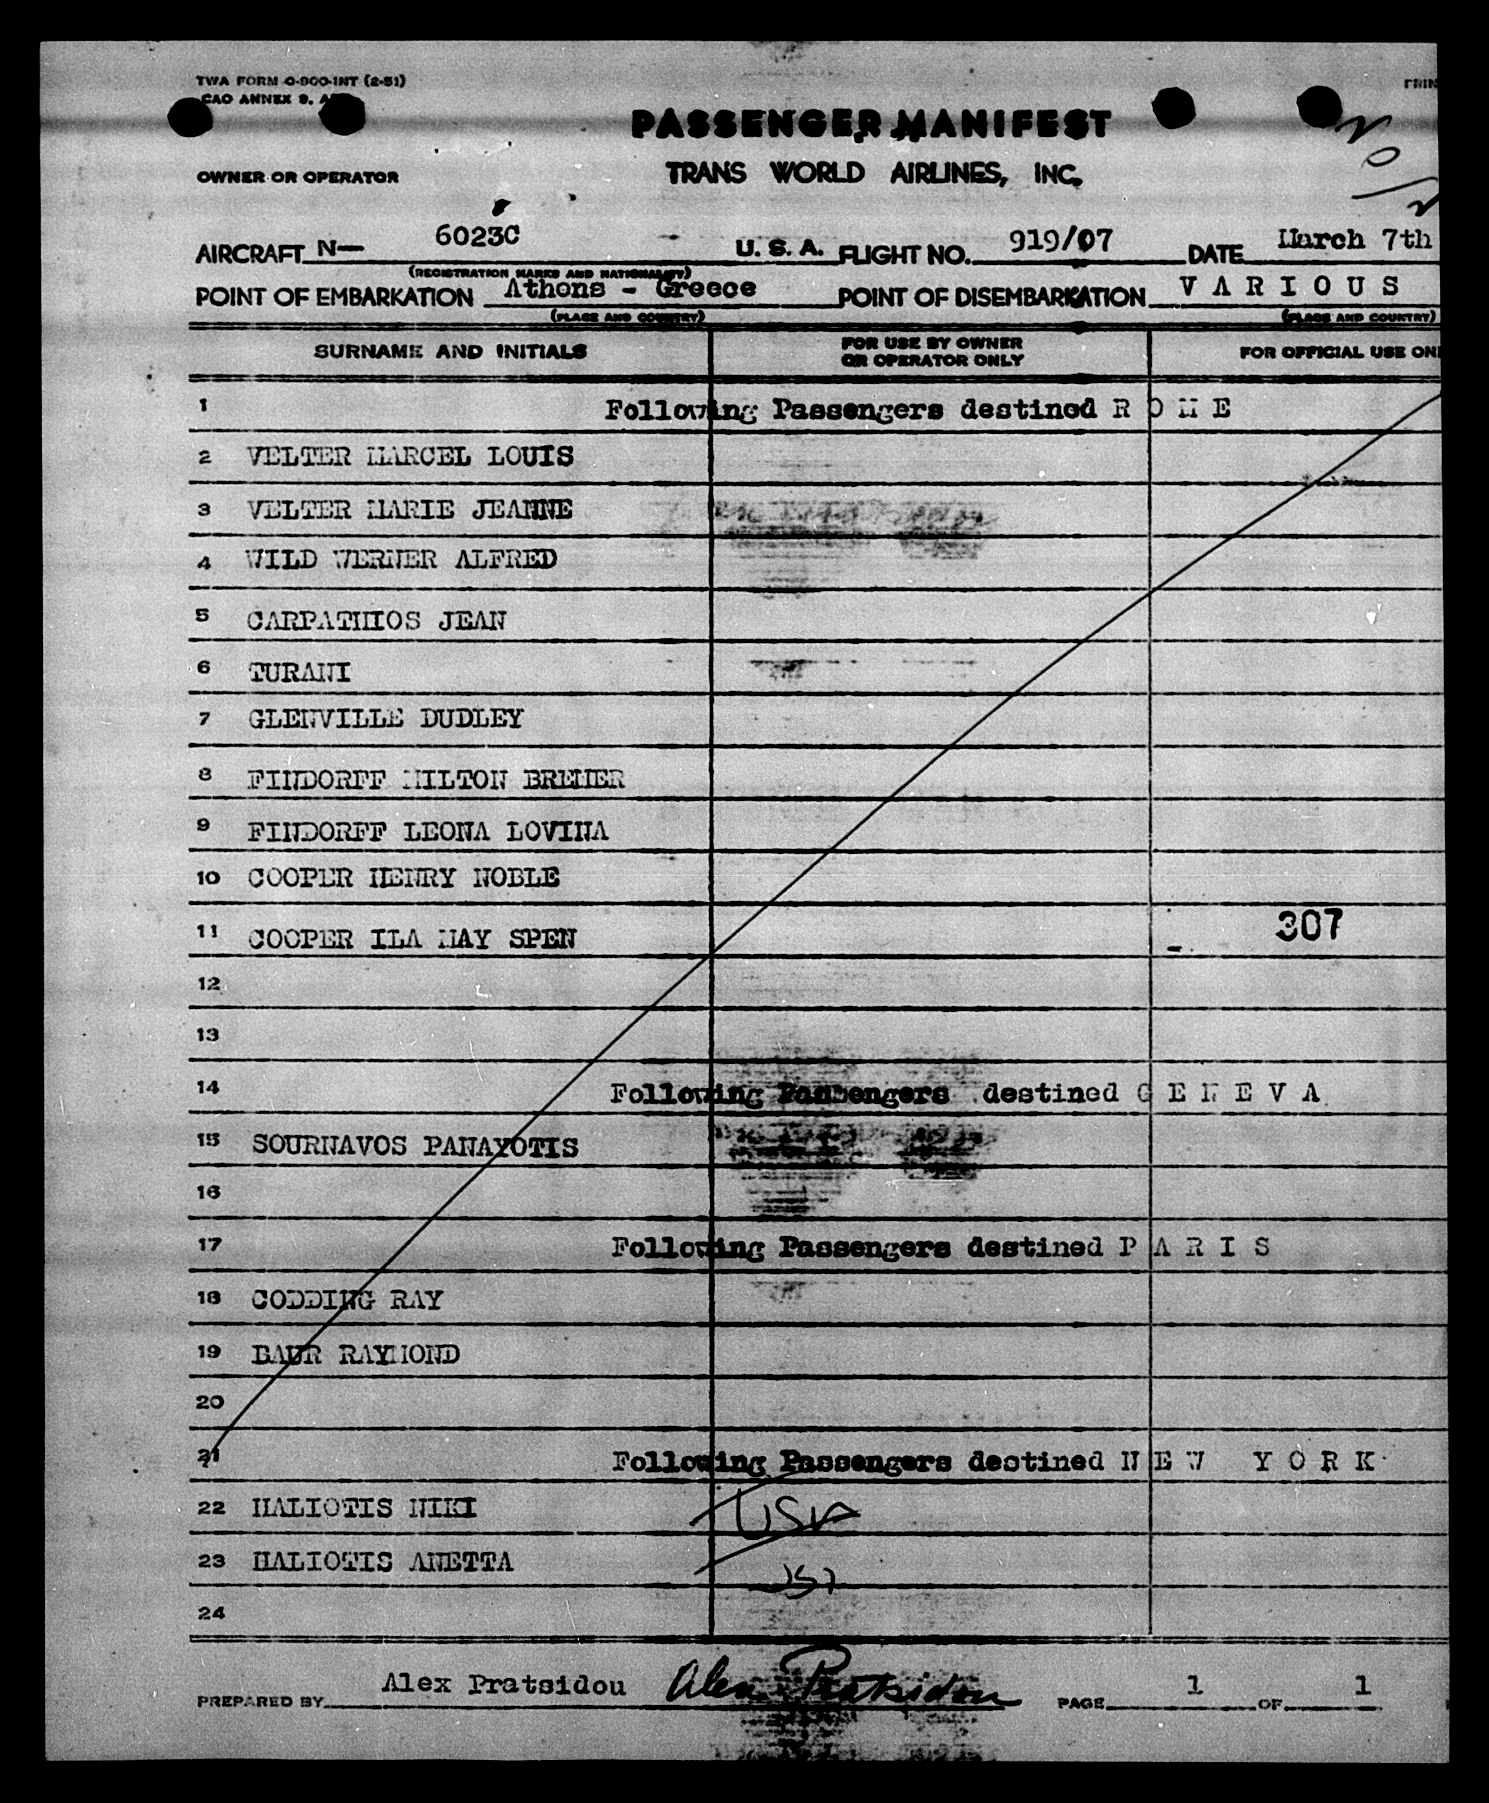 TWA FORM O-900-INT (2-51)
CAO ANNEX 9,
PASSENGER MANIFEST
OWNER OR OPERATOR TRANS WORLD AIRLINES, INC.
AIRCRAFT N— 6023C U. S. A. FLIGHT NO. 919/07 DATE March 7th
(REGISTRATION MARKS AND NATIONALITY)
POINT OF EMBARKATION Athens - Greece POINT OF DISEMBARKATION V A R I O U S
(PLACE AND COUNTRY) (PLACE AND COUNTRY)
SURNAME AND INITIALS FOR USE BY OWNER OR OPERATOR ONLY FOR OFFICIAL USE ONL
1 Following Passengers destined R O M E
2 VELTER MARCEL LOUIS
3 VELTER MARIE JEANNE
4 WILD WERNER ALFRED
5 CARPATHIOS JEAN
6 TURANI
7 GLENVILLE DUDLEY
8 FINDORFF MILTON BREMER
9 FINDORFF LEONA LOVINA
10 COOPER HENRY NOBLE
11 COOPER ILA MAY SPEN 307
12
13
14 Following Passengers destined G E N E V A
15 SOURNAVOS PANAYOTIS
16
17 Following Passengers destined P A R I S
18 CODDING RAY
19 BAUR RAYMOND
20
21 Following Passengers destined N E W Y O R K
22 HALIOTIS NIKI USA
23 HALIOTIS ANETTA
24
PREPARED BY Alex Pratsidou Alex Pratsidou PAGE 1 OF 1